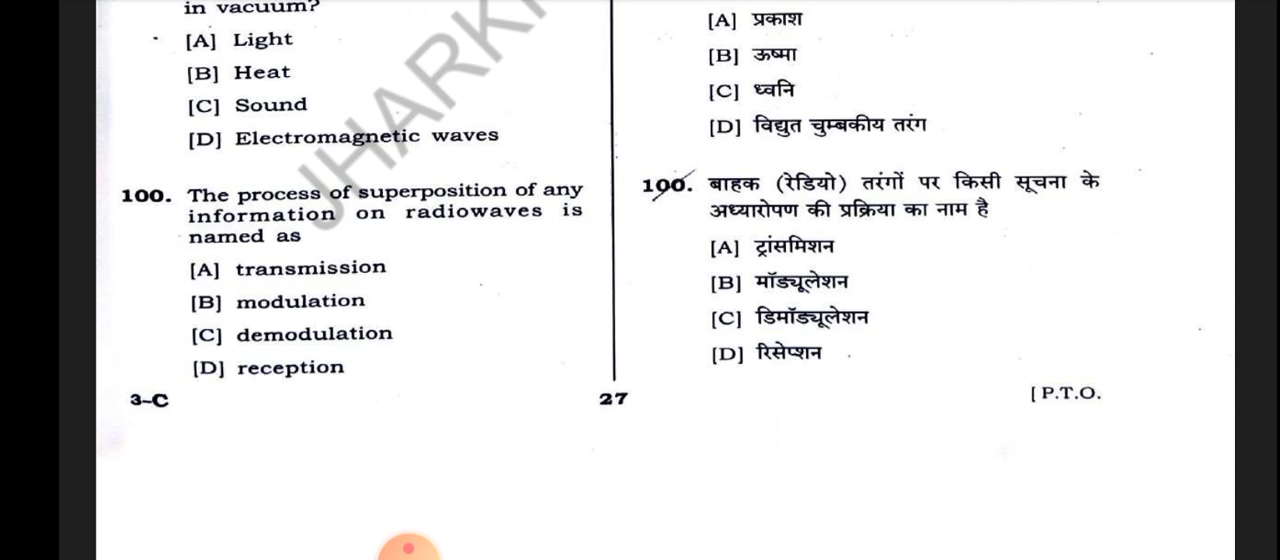 in vacuum?
[A] Light
[B] Heat
[C] Sound
[D] Electromagnetic waves
100. The process of superposition of any
information on radiowaves is
named as
[A] transmission
[B] modulation
[C] demodulation
[D] reception
3-C
[A] प्रकाश
[B] ऊष्मा
[C] ध्वनि
[D] विद्युत चुम्बकीय तरंग
100. बाहक (रेडियो) तरंगों पर किसी सूचना के
अध्यारोपण की प्रक्रिया का नाम है
[A] ट्रांसमिशन
[B] मॉड्यूलेशन
[C] डिमॉड्यूलेशन
[D] रिसेप्शन
27
[ P.T.O.
JHARK